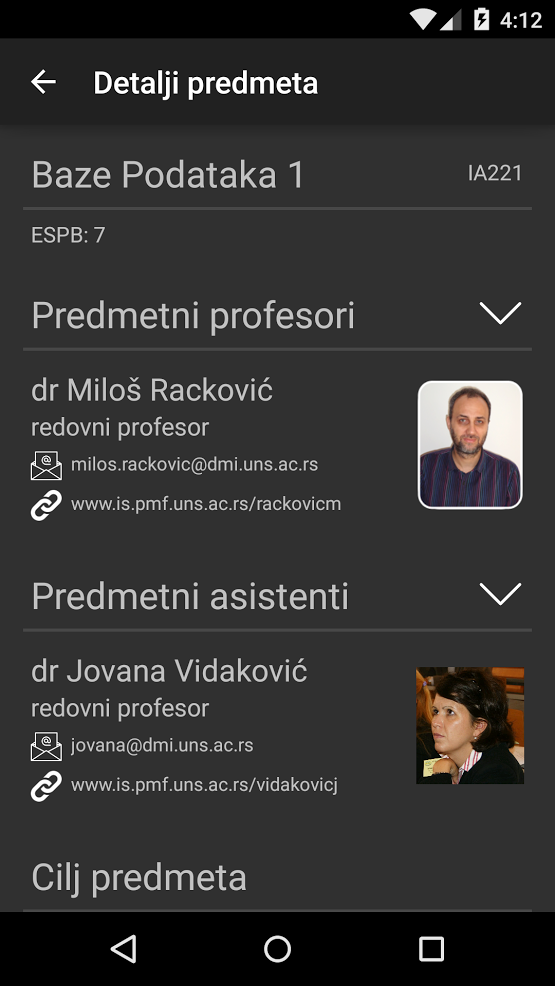 4:12
Detalji predmeta
Baze Podataka 1 IA221
ESPB: 7
Predmetni profesori
dr Miloš Racković
redovni profesor
milos.rackovic@dmi.uns.ac.rs
www.is.pmf.uns.ac.rs/rackovicm
Predmetni asistenti
dr Jovana Vidaković
redovni profesor
jovana@dmi.uns.ac.rs
www.is.pmf.uns.ac.rs/vidakovicj
Cilj predmeta